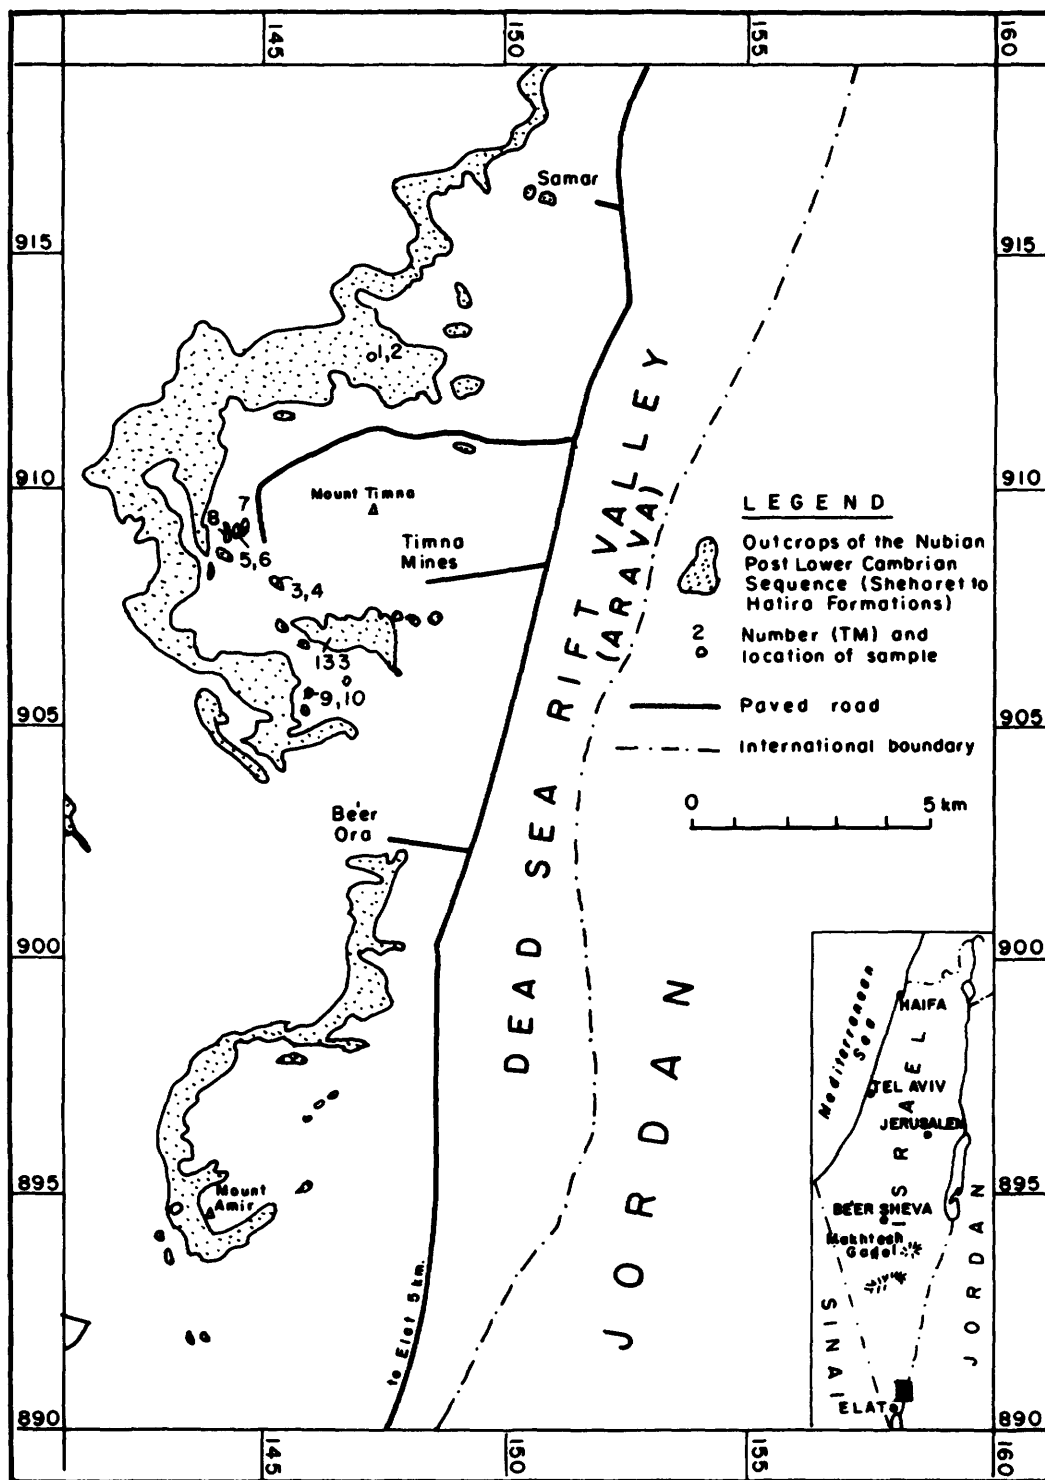 145
150
155
160
Samar
915
915
1,2
910
910
Mount Timna
7
8
5,6
Timna
Mines
3,4
133
9,10
905
905
DEAD SEA RIFT VALLEY
(ARAVA)
LEGEND
Outcrops of the Nubian
Post Lower Cambrian
Sequence (Sheharet to
Hatira Formations)
2
Number (TM) and
location of sample
Paved road
International boundary
0 5 km
Be'er
Ora
900
900
JORDAN
Mount
Amir
895
895
to Elat 5 km.
890
890
145
150
155
160
Mediterranean
Sea
HAIFA
ISRAEL
TEL AVIV
JERUSALEM
BE'ER SHEVA
Makhtesh
Gadol
SINAI
JORDAN
ELAT